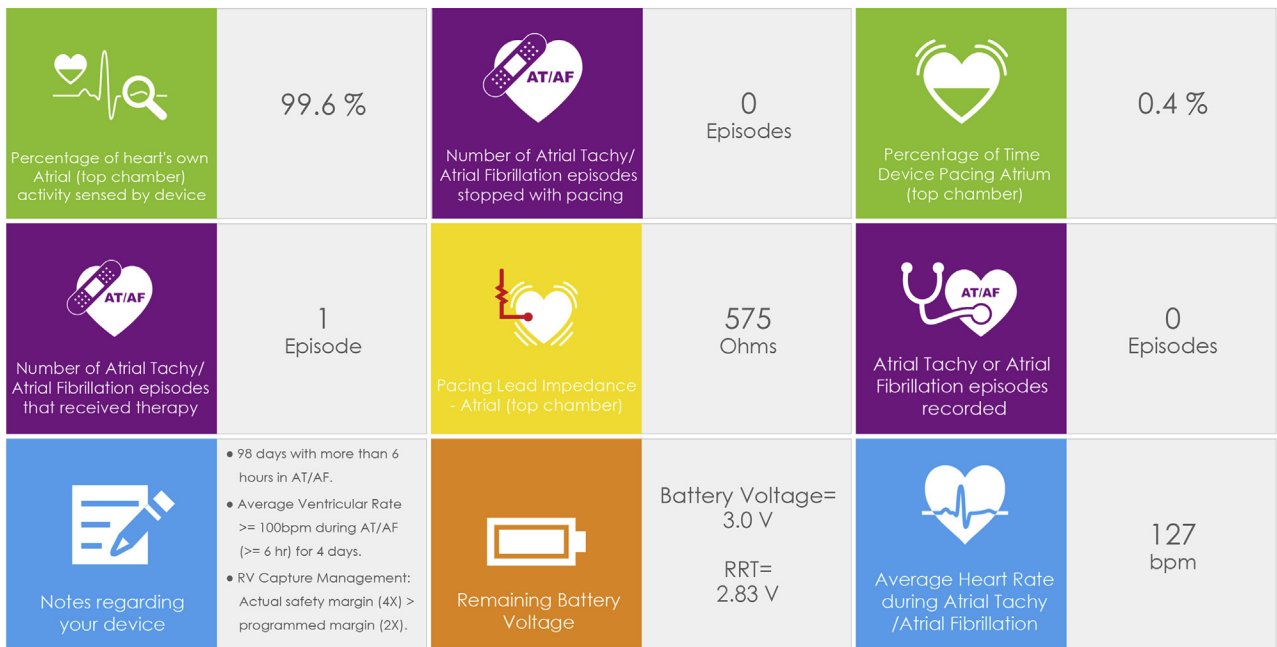 Percentage of heart's own
Atrial (top chamber)
activity sensed by device
99.6 %
AT/AF
Number of Atrial Tachy/
Atrial Fibrillation episodes
stopped with pacing
0
Episodes
Percentage of Time
Device Pacing Atrium
(top chamber)
0.4 %
AT/AF
Number of Atrial Tachy/
Atrial Fibrillation episodes
that received therapy
1
Episode
Pacing Lead Impedance
- Atrial (top chamber)
575
Ohms
AT/AF
Atrial Tachy or Atrial
Fibrillation episodes
recorded
0
Episodes
Notes regarding
your device
● 98 days with more than 6
hours in AT/AF.
● Average Ventricular Rate
>= 100bpm during AT/AF
(>= 6 hr) for 4 days.
● RV Capture Management:
Actual safety margin (4X) >
programmed margin (2X).
Remaining Battery
Voltage
Battery Voltage=
3.0 V
RRT=
2.83 V
Average Heart Rate
during Atrial Tachy
/Atrial Fibrillation
127
bpm